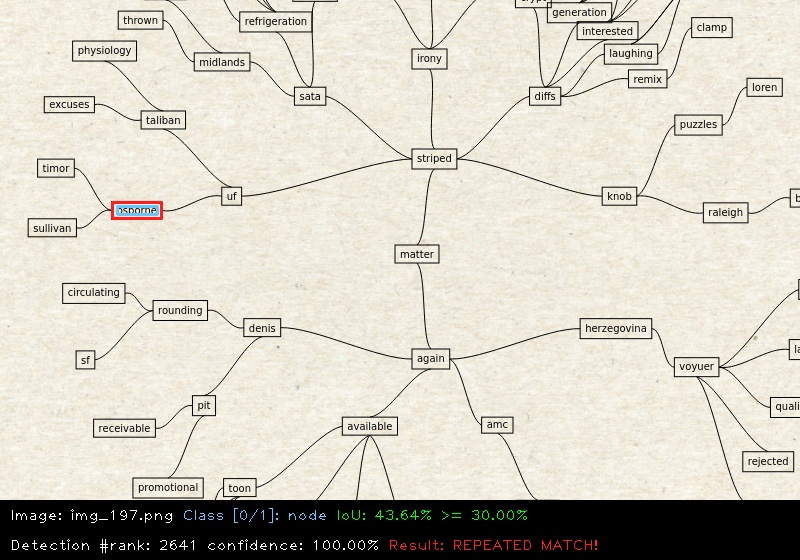 thrown
refrigeration
generation
interested
clamp
physiology
midlands
irony
laughing
remix
loren
excuses
taliban
sata
diffs
puzzles
striped
timor
uf
knob
osborne
raleigh
sullivan
matter
circulating
rounding
denis
again
herzegovina
sf
voyuer
pit
receivable
available
amc
rejected
promotional
toon
Image: img_197.png Class [0/1]: node IoU: 43.64% >= 30.00%
Detection #rank: 2641 confidence: 100.00% Result: REPEATED MATCH!